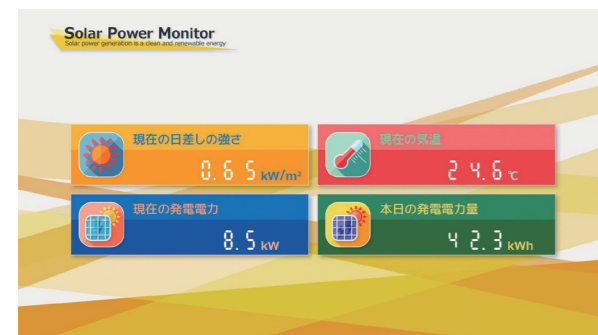 Solar Power Monitor
Solar power generation is a clean and renewable energy
現在の日差しの強さ
0.65 kW/m²
現在の気温
24.6 ℃
現在の発電電力
8.5 kW
本日の発電電力量
42.3 kWh